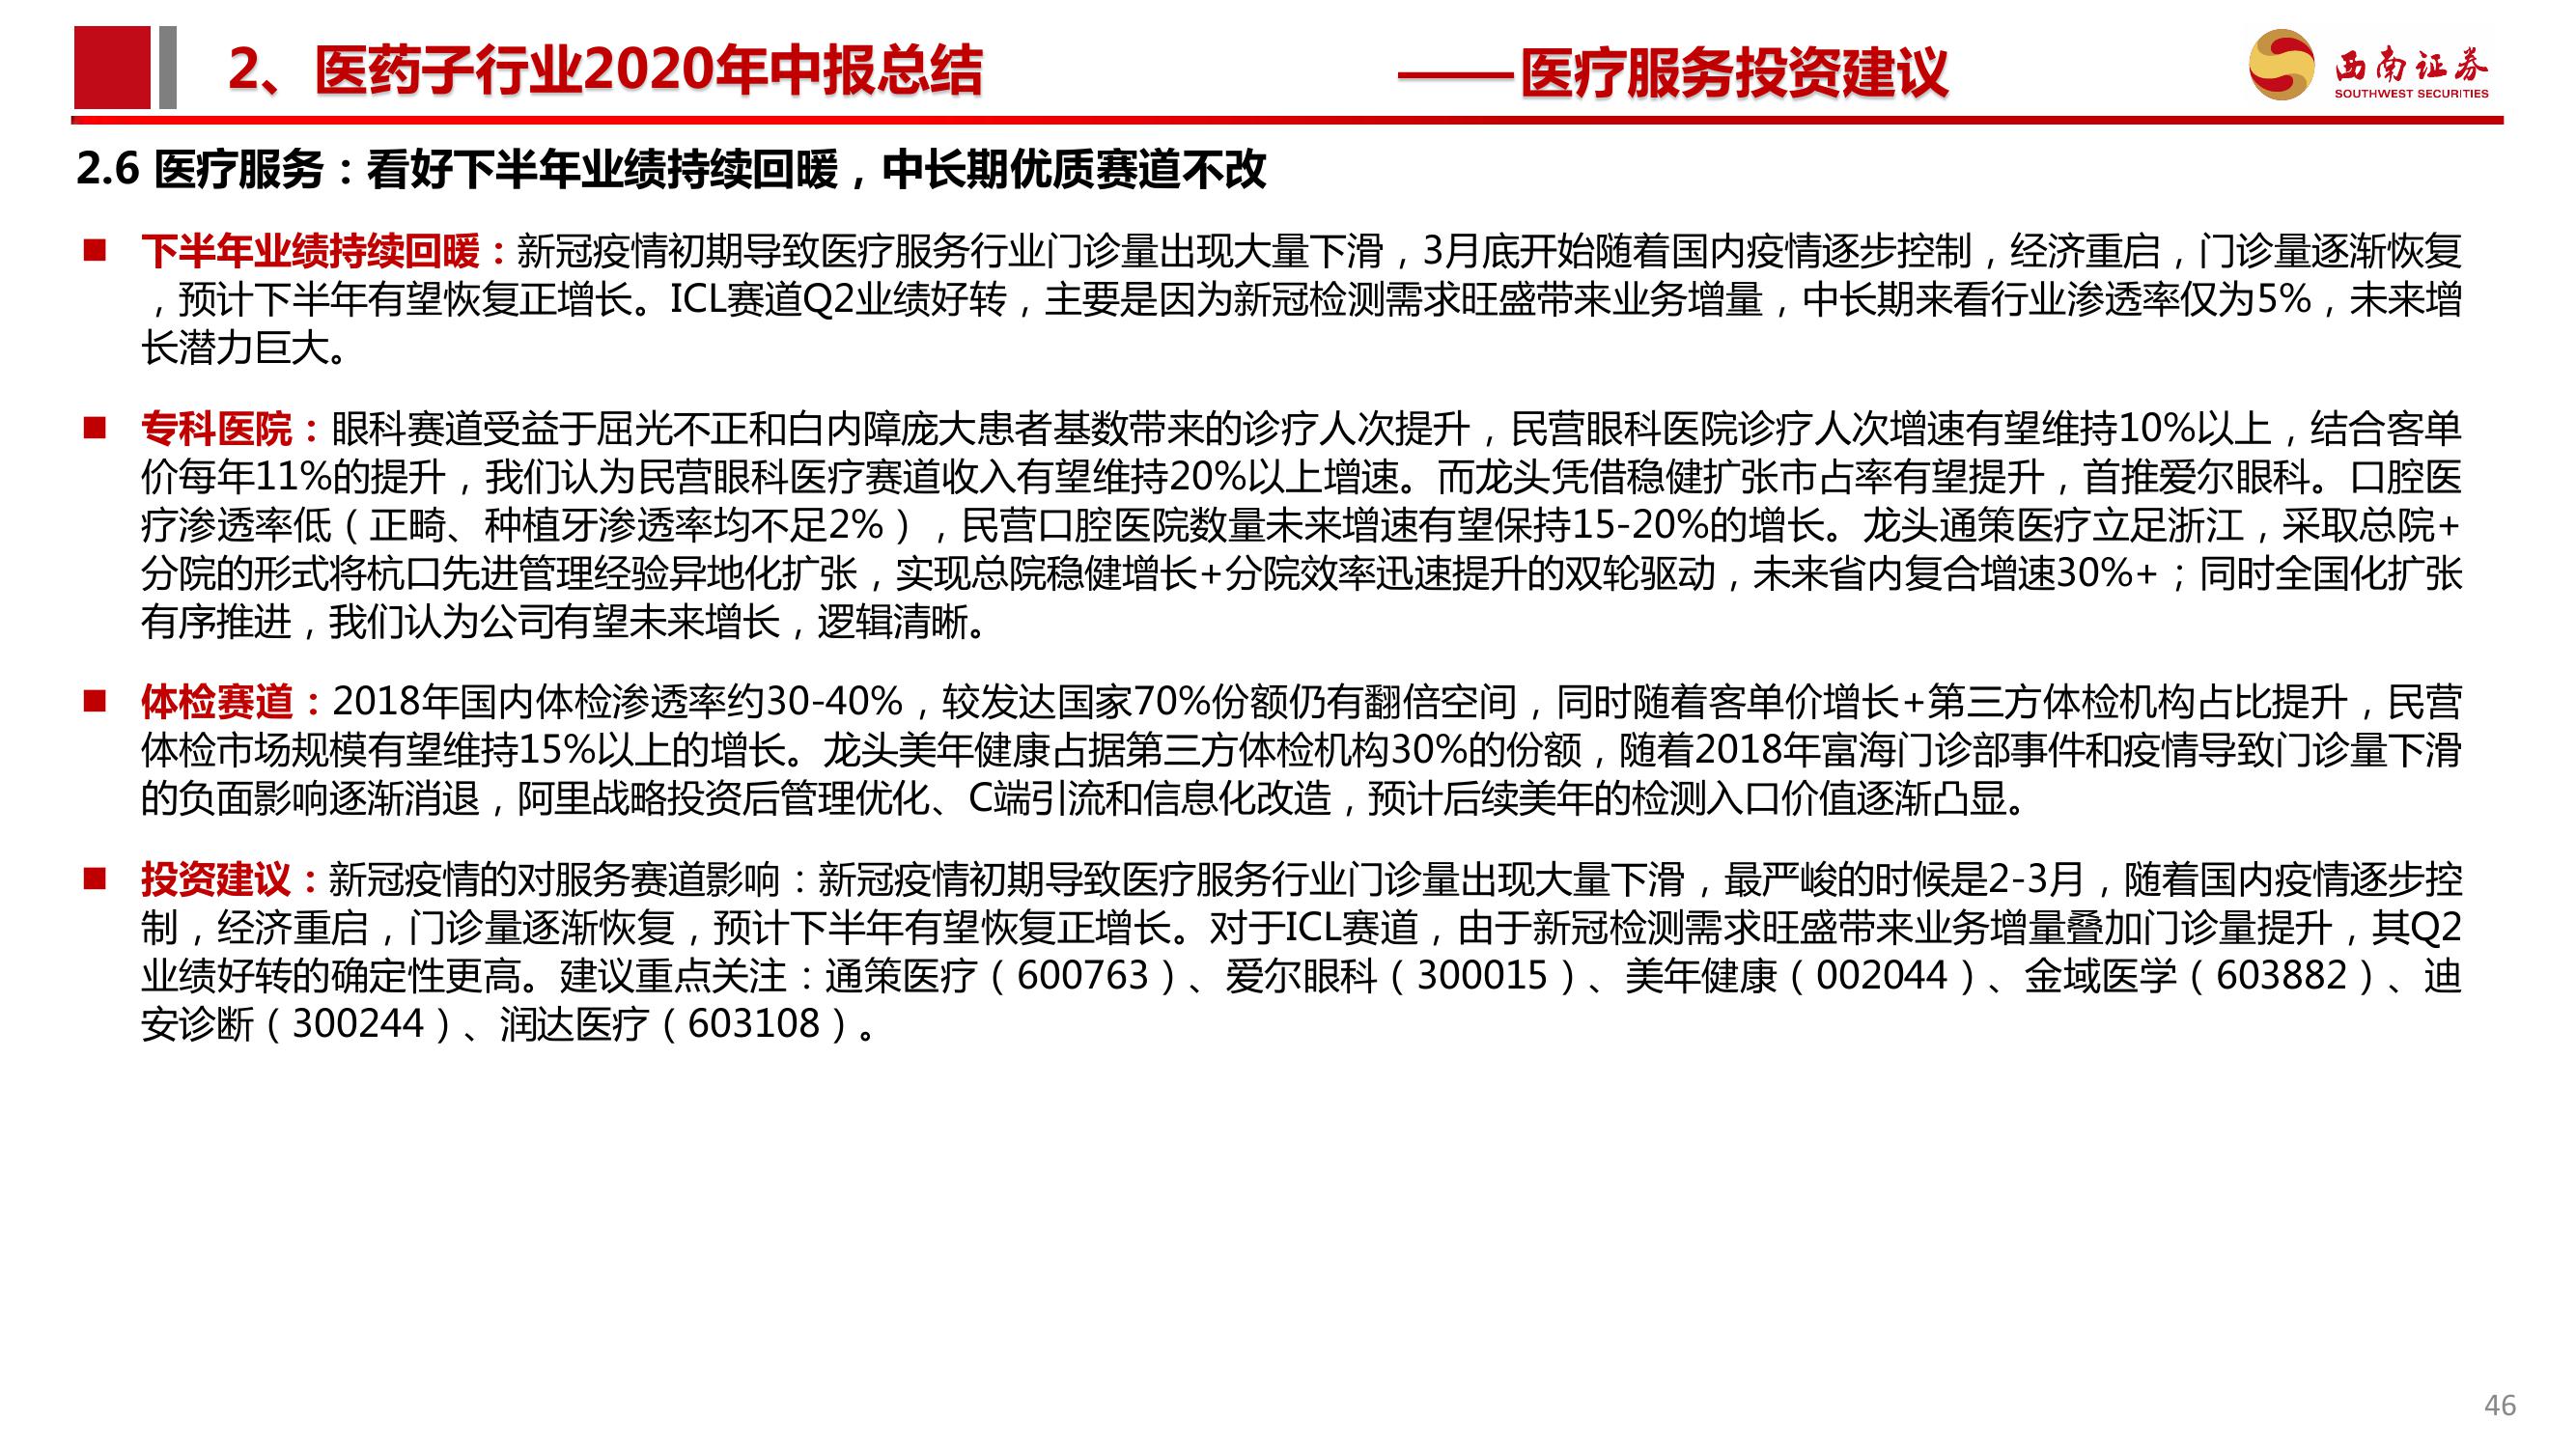 2、医药子行业2020年中报总结
——医疗服务投资建议
西南证券
SOUTHWEST SECURITIES
2.6 医疗服务：看好下半年业绩持续回暖，中长期优质赛道不改
■ 下半年业绩持续回暖：新冠疫情初期导致医疗服务行业门诊量出现大量下滑，3月底开始随着国内疫情逐步控制，经济重启，门诊量逐渐恢复
，预计下半年有望恢复正增长。ICL赛道Q2业绩好转，主要是因为新冠检测需求旺盛带来业务增量，中长期来看行业渗透率仅为5%，未来增
长潜力巨大。
■ 专科医院：眼科赛道受益于屈光不正和白内障庞大患者基数带来的诊疗人次提升，民营眼科医院诊疗人次增速有望维持10%以上，结合客单
价每年11%的提升，我们认为民营眼科医疗赛道收入有望维持20%以上增速。而龙头凭借稳健扩张市占率有望提升，首推爱尔眼科。口腔医
疗渗透率低（正畸、种植牙渗透率均不足2%），民营口腔医院数量未来增速有望保持15-20%的增长。龙头通策医疗立足浙江，采取总院+
分院的形式将杭口先进管理经验异地化扩张，实现总院稳健增长+分院效率迅速提升的双轮驱动，未来省内复合增速30%+；同时全国化扩张
有序推进，我们认为公司有望未来增长，逻辑清晰。
■ 体检赛道：2018年国内体检渗透率约30-40%，较发达国家70%份额仍有翻倍空间，同时随着客单价增长+第三方体检机构占比提升，民营
体检市场规模有望维持15%以上的增长。龙头美年健康占据第三方体检机构30%的份额，随着2018年富海门诊部事件和疫情导致门诊量下滑
的负面影响逐渐消退，阿里战略投资后管理优化、C端引流和信息化改造，预计后续美年的检测入口价值逐渐凸显。
■ 投资建议：新冠疫情的对服务赛道影响：新冠疫情初期导致医疗服务行业门诊量出现大量下滑，最严峻的时候是2-3月，随着国内疫情逐步控
制，经济重启，门诊量逐渐恢复，预计下半年有望恢复正增长。对于ICL赛道，由于新冠检测需求旺盛带来业务增量叠加门诊量提升，其Q2
业绩好转的确定性更高。建议重点关注：通策医疗（600763）、爱尔眼科（300015）、美年健康（002044）、金域医学（603882）、迪
安诊断（300244）、润达医疗（603108）。
46